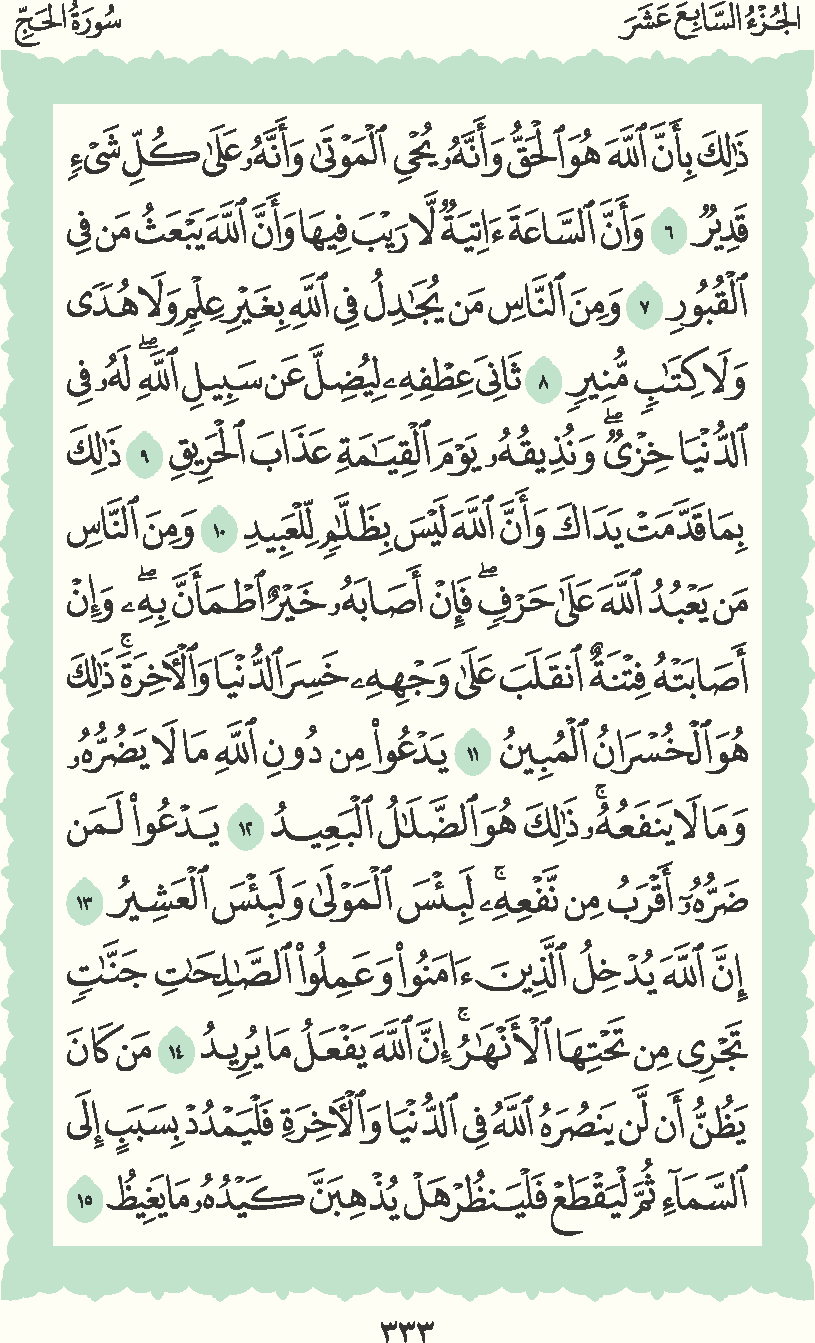 الجُزْءُ السَّابِعَ عَشَرَ
سُورَةُ الحَجِّ
ذَٰلِكَ بِأَنَّ ٱللَّهَ هُوَ ٱلْحَقُّ وَأَنَّهُۥ يُحْىِ ٱلْمَوْتَىٰ وَأَنَّهُۥ عَلَىٰ كُلِّ شَىْءٍ
قَدِيرٌ ٦ وَأَنَّ ٱلسَّاعَةَ ءَاتِيَةٌ لَّا رَيْبَ فِيهَا وَأَنَّ ٱللَّهَ يَبْعَثُ مَن فِى
ٱلْقُبُورِ ٧ وَمِنَ ٱلنَّاسِ مَن يُجَٰدِلُ فِى ٱللَّهِ بِغَيْرِ عِلْمٍ وَلَا هُدًى
وَلَا كِتَٰبٍ مُّنِيرٍ ٨ ثَانِىَ عِطْفِهِۦ لِيُضِلَّ عَن سَبِيلِ ٱللَّهِ ۖ لَهُۥ فِى
ٱلدُّنْيَا خِزْىٌ ۖ وَنُذِيقُهُۥ يَوْمَ ٱلْقِيَٰمَةِ عَذَابَ ٱلْحَرِيقِ ٩ ذَٰلِكَ
بِمَا قَدَّمَتْ يَدَاكَ وَأَنَّ ٱللَّهَ لَيْسَ بِظَلَّٰمٍ لِّلْعَبِيدِ ١٠ وَمِنَ ٱلنَّاسِ
مَن يَعْبُدُ ٱللَّهَ عَلَىٰ حَرْفٍ ۖ فَإِنْ أَصَابَهُۥ خَيْرٌ ٱطْمَأَنَّ بِهِۦ ۖ وَإِنْ
أَصَابَتْهُ فِتْنَةٌ ٱنقَلَبَ عَلَىٰ وَجْهِهِۦ خَسِرَ ٱلدُّنْيَا وَٱلْأٓخِرَةَ ۚ ذَٰلِكَ
هُوَ ٱلْخُسْرَانُ ٱلْمُبِينُ ١١ يَدْعُوا۟ مِن دُونِ ٱللَّهِ مَا لَا يَضُرُّهُۥ
وَمَا لَا يَنفَعُهُۥ ۚ ذَٰلِكَ هُوَ ٱلضَّلَٰلُ ٱلْبَعِيدُ ١٢ يَدْعُوا۟ لَمَن
ضَرُّهُۥٓ أَقْرَبُ مِن نَّفْعِهِۦ ۚ لَبِئْسَ ٱلْمَوْلَىٰ وَلَبِئْسَ ٱلْعَشِيرُ ١٣
إِنَّ ٱللَّهَ يُدْخِلُ ٱلَّذِينَ ءَامَنُوا۟ وَعَمِلُوا۟ ٱلصَّٰلِحَٰتِ جَنَّٰتٍ
تَجْرِى مِن تَحْتِهَا ٱلْأَنْهَٰرُ ۚ إِنَّ ٱللَّهَ يَفْعَلُ مَا يُرِيدُ ١٤ مَن كَانَ
يَظُنُّ أَن لَّن يَنصُرَهُ ٱللَّهُ فِى ٱلدُّنْيَا وَٱلْأٓخِرَةِ فَلْيَمْدُدْ بِسَبَبٍ إِلَى
ٱلسَّمَآءِ ثُمَّ لْيَقْطَعْ فَلْيَنظُرْ هَلْ يُذْهِبَنَّ كَيْدُهُۥ مَا يَغِيظُ ١٥
٣٣٣